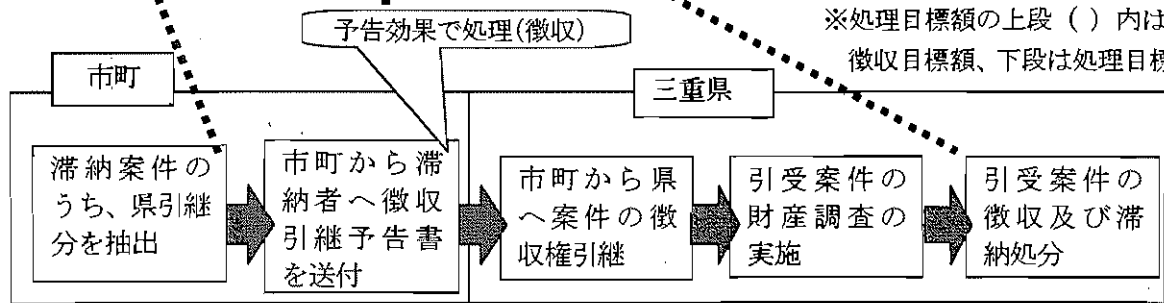 予告効果で処理(徴収)
※処理目標額の上段（ ）内は
徴収目標額、下段は処理目標
市町
三重県
滞納案件の
うち、県引継
分を抽出
市町から滞
納者へ徴収
引継予告書
を送付
市町から県
へ案件の徴
収権引継
引受案件の
財産調査の
実施
引受案件の
徴収及び滞
納処分